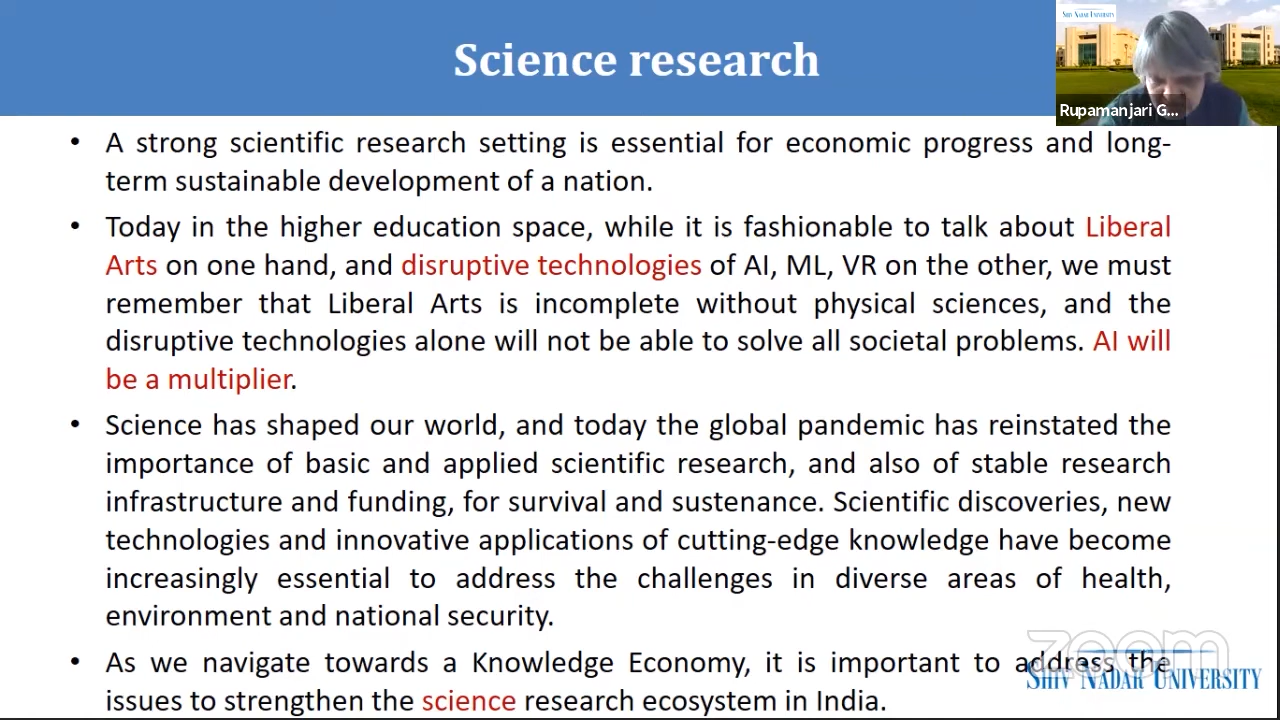 Science research
SHIV NADAR UNIVERSITY
Rupamanjari G...
• A strong scientific research setting is essential for economic progress and long-
term sustainable development of a nation.
• Today in the higher education space, while it is fashionable to talk about Liberal
Arts on one hand, and disruptive technologies of AI, ML, VR on the other, we must
remember that Liberal Arts is incomplete without physical sciences, and the
disruptive technologies alone will not be able to solve all societal problems. AI will
be a multiplier.
• Science has shaped our world, and today the global pandemic has reinstated the
importance of basic and applied scientific research, and also of stable research
infrastructure and funding, for survival and sustenance. Scientific discoveries, new
technologies and innovative applications of cutting-edge knowledge have become
increasingly essential to address the challenges in diverse areas of health,
environment and national security.
• As we navigate towards a Knowledge Economy, it is important to address the
issues to strengthen the science research ecosystem in India.
zoom
SHIV NADAR UNIVERSITY